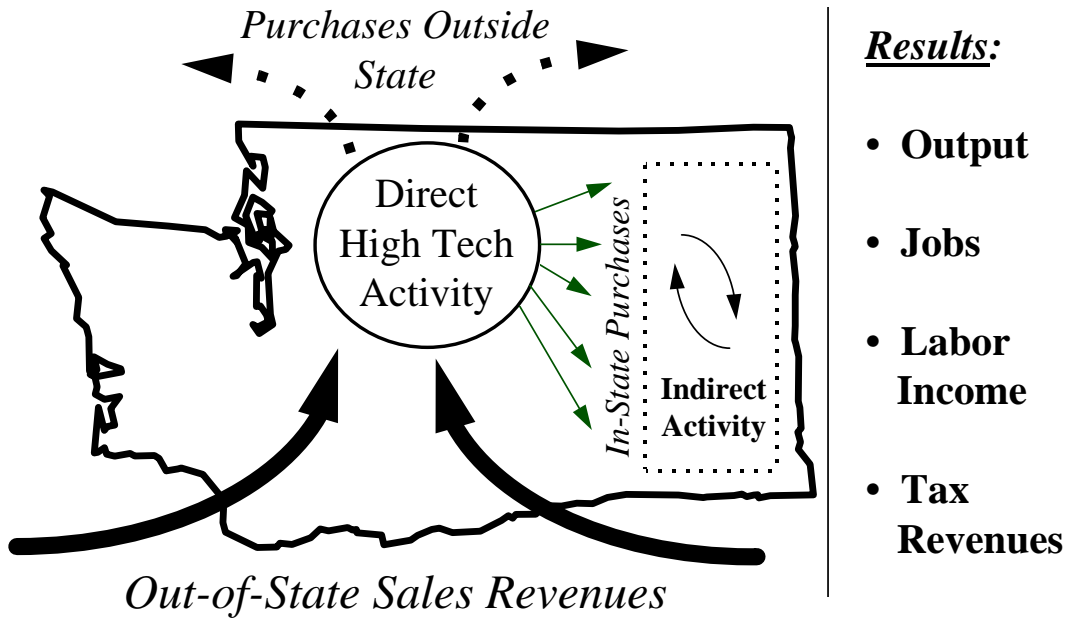 Purchases Outside
State
Direct
High Tech
Activity
In-State Purchases
Indirect
Activity
Out-of-State Sales Revenues
Results:
• Output
• Jobs
• Labor
Income
• Tax
Revenues